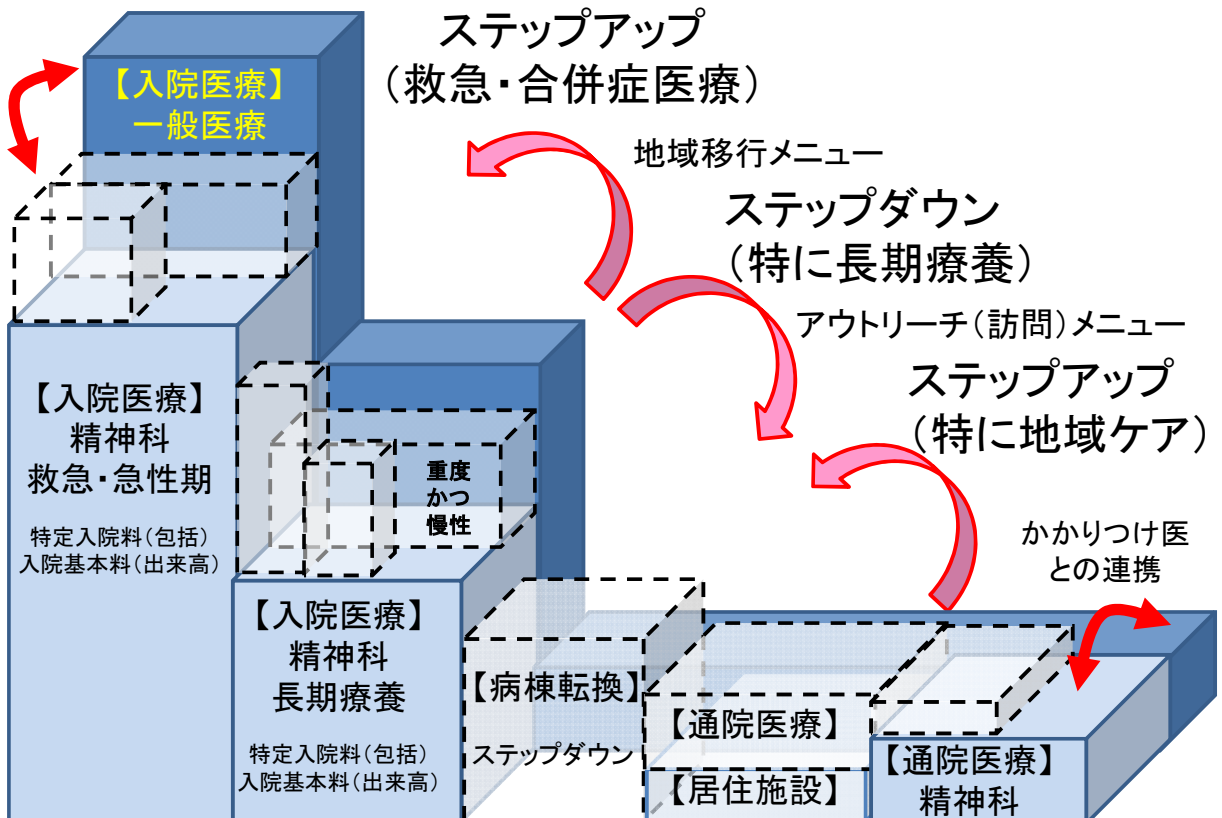 ステップアップ
（救急・合併症医療）
【入院医療】
一般医療
地域移行メニュー
ステップダウン
（特に長期療養）
アウトリーチ（訪問）メニュー
ステップアップ
（特に地域ケア）
【入院医療】
精神科
救急・急性期
特定入院料（包括）
入院基本料（出来高）
重度
かつ
慢性
かかりつけ医
との連携
【入院医療】
精神科
長期療養
特定入院料（包括）
入院基本料（出来高）
【病棟転換】
ステップダウン
【通院医療】
【居住施設】
【通院医療】
精神科